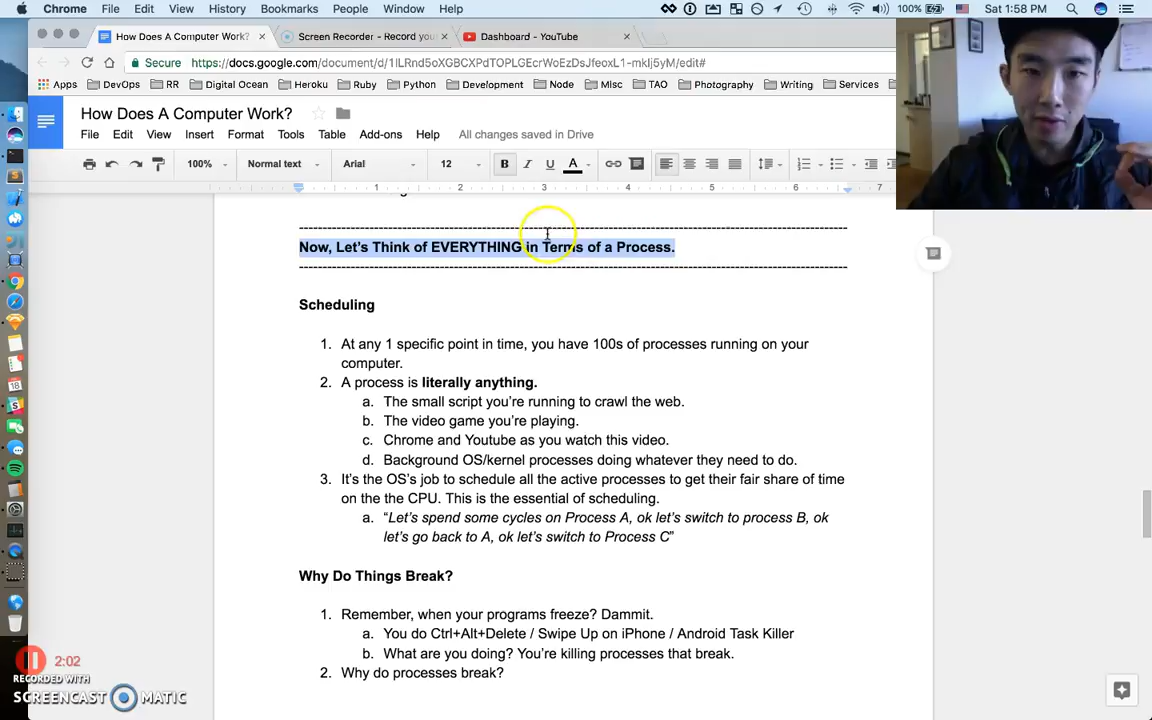 Chrome File Edit View History Bookmarks People Window Help 100% Sat 1:58 PM
How Does A Computer Work? Screen Recorder - Record you Dashboard - YouTube
Secure https://docs.google.com/document/d/1ILRnd5oXGBCXPdTOPLGEcrWoEzDsJfeoxL1-mklj5yM/edit#
Apps DevOps RR Digital Ocean Heroku Ruby Python Development Node Misc TAO Photography Writing Services
How Does A Computer Work?
File Edit View Insert Format Tools Table Add-ons Help All changes saved in Drive
100% Normal text Arial 12 B I U A
1 2 3 4 5 6 7
Now, Let's Think of EVERYTHING in Terms of a Process.
Scheduling
1. At any 1 specific point in time, you have 100s of processes running on your
computer.
2. A process is literally anything.
a. The small script you're running to crawl the web.
b. The video game you're playing.
c. Chrome and Youtube as you watch this video.
d. Background OS/kernel processes doing whatever they need to do.
3. It's the OS's job to schedule all the active processes to get their fair share of time
on the the CPU. This is the essential of scheduling.
a. "Let's spend some cycles on Process A, ok let's switch to process B, ok
let's go back to A, ok let's switch to Process C"
Why Do Things Break?
1. Remember, when your programs freeze? Dammit.
a. You do Ctrl+Alt+Delete / Swipe Up on iPhone / Android Task Killer
b. What are you doing? You're killing processes that break.
2. Why do processes break?
2:02
RECORDED WITH
SCREENCAST MATIC